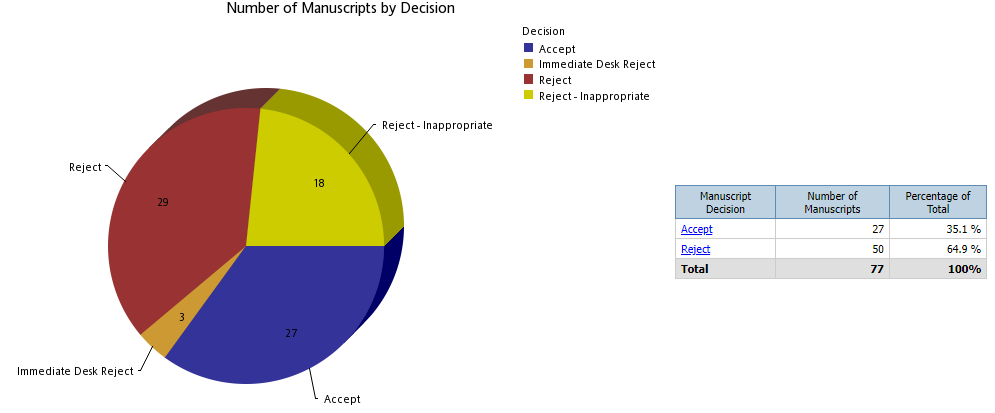 Number of Manuscripts by Decision
Decision
Accept
Immediate Desk Reject
Reject
Reject - Inappropriate
Reject - Inappropriate
Reject
18
29
3
27
Immediate Desk Reject
Accept
Manuscript Decision Number of Manuscripts Percentage of Total
Accept 27 35.1 %
Reject 50 64.9 %
Total 77 100%